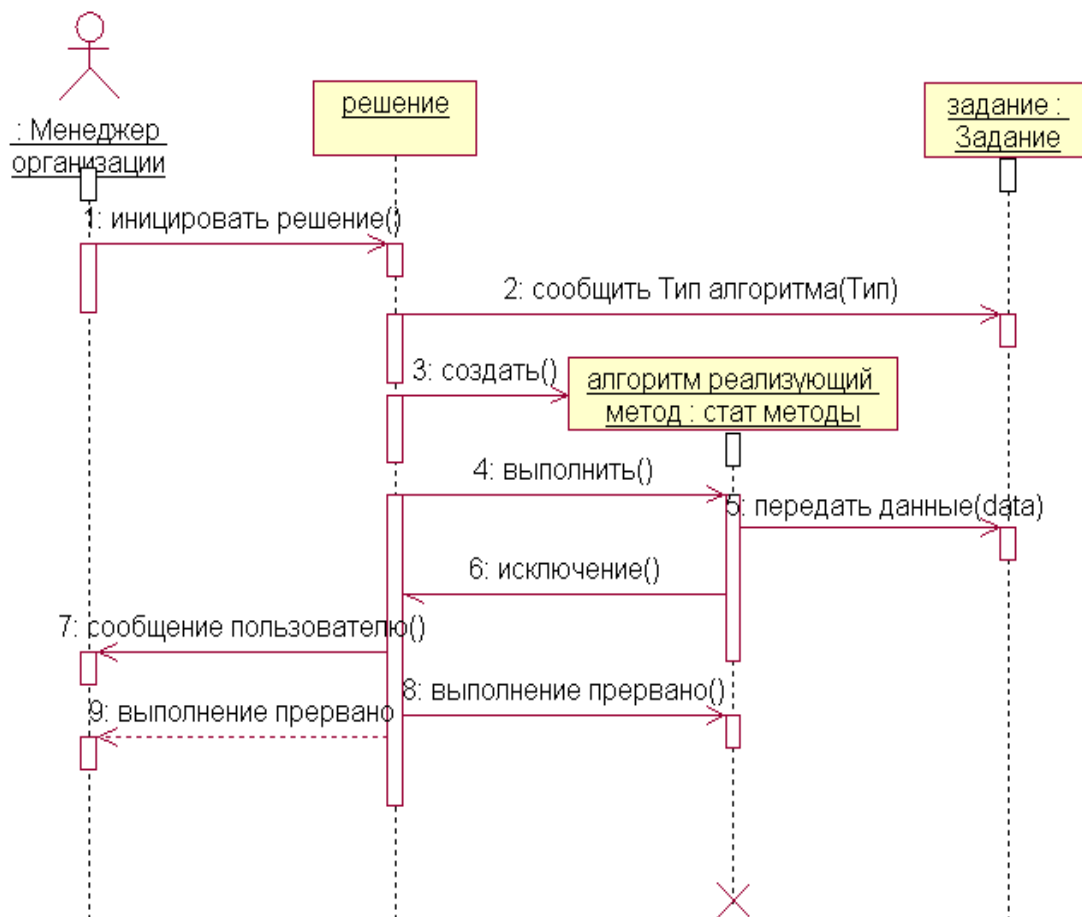 : Менеджер
организации
решение
задание :
Задание
1: иницировать решение()
2: сообщить Тип алгоритма(Тип)
3: создать()
алгоритм реализующий
метод : стат методы
4: выполнить()
5: передать данные(data)
6: исключение()
7: сообщение пользователю()
8: выполнение прервано()
9: выполнение прервано